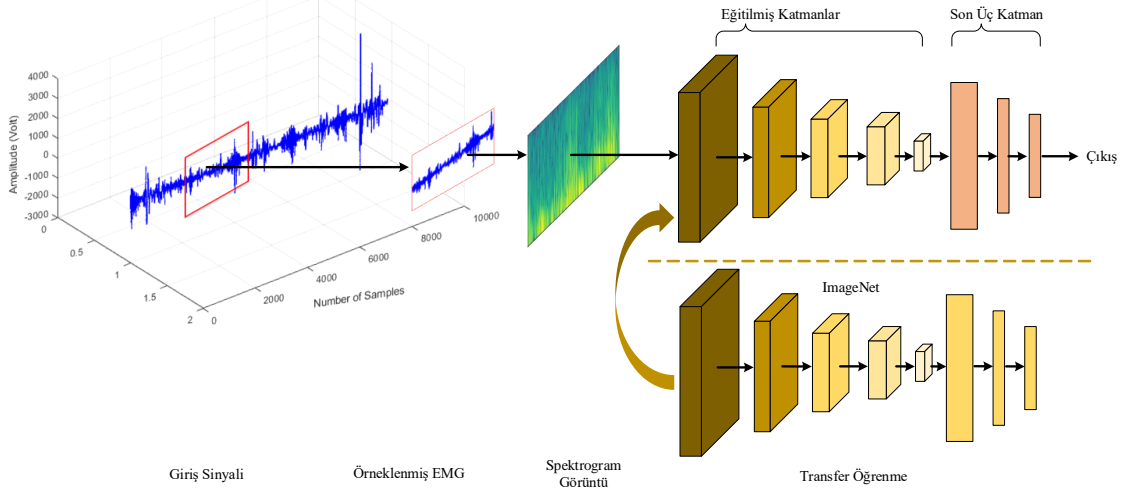 Eğitilmiş Katmanlar
Son Üç Katman
4000
3000
2000
1000
0
-1000
-2000
-3000
Amplitude (Volt)
0
0.5
1
1.5
2
0
2000
4000
6000
8000
10000
Number of Samples
Çıkış
ImageNet
Giriş Sinyali
Örneklenmiş EMG
Spektrogram
Görüntü
Transfer Öğrenme